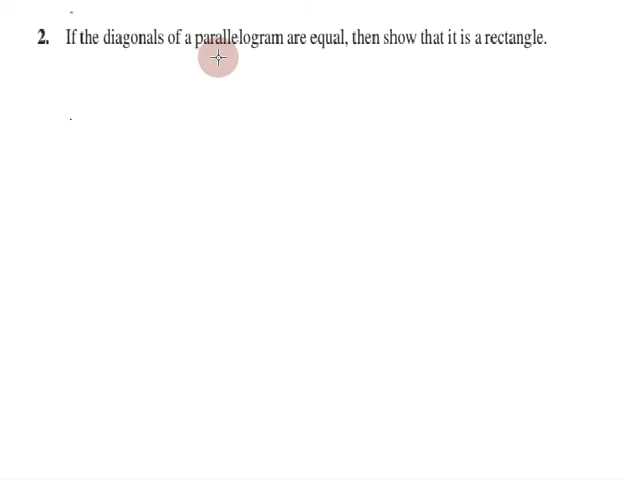 2. If the diagonals of a parallelogram are equal, then show that it is a rectangle.